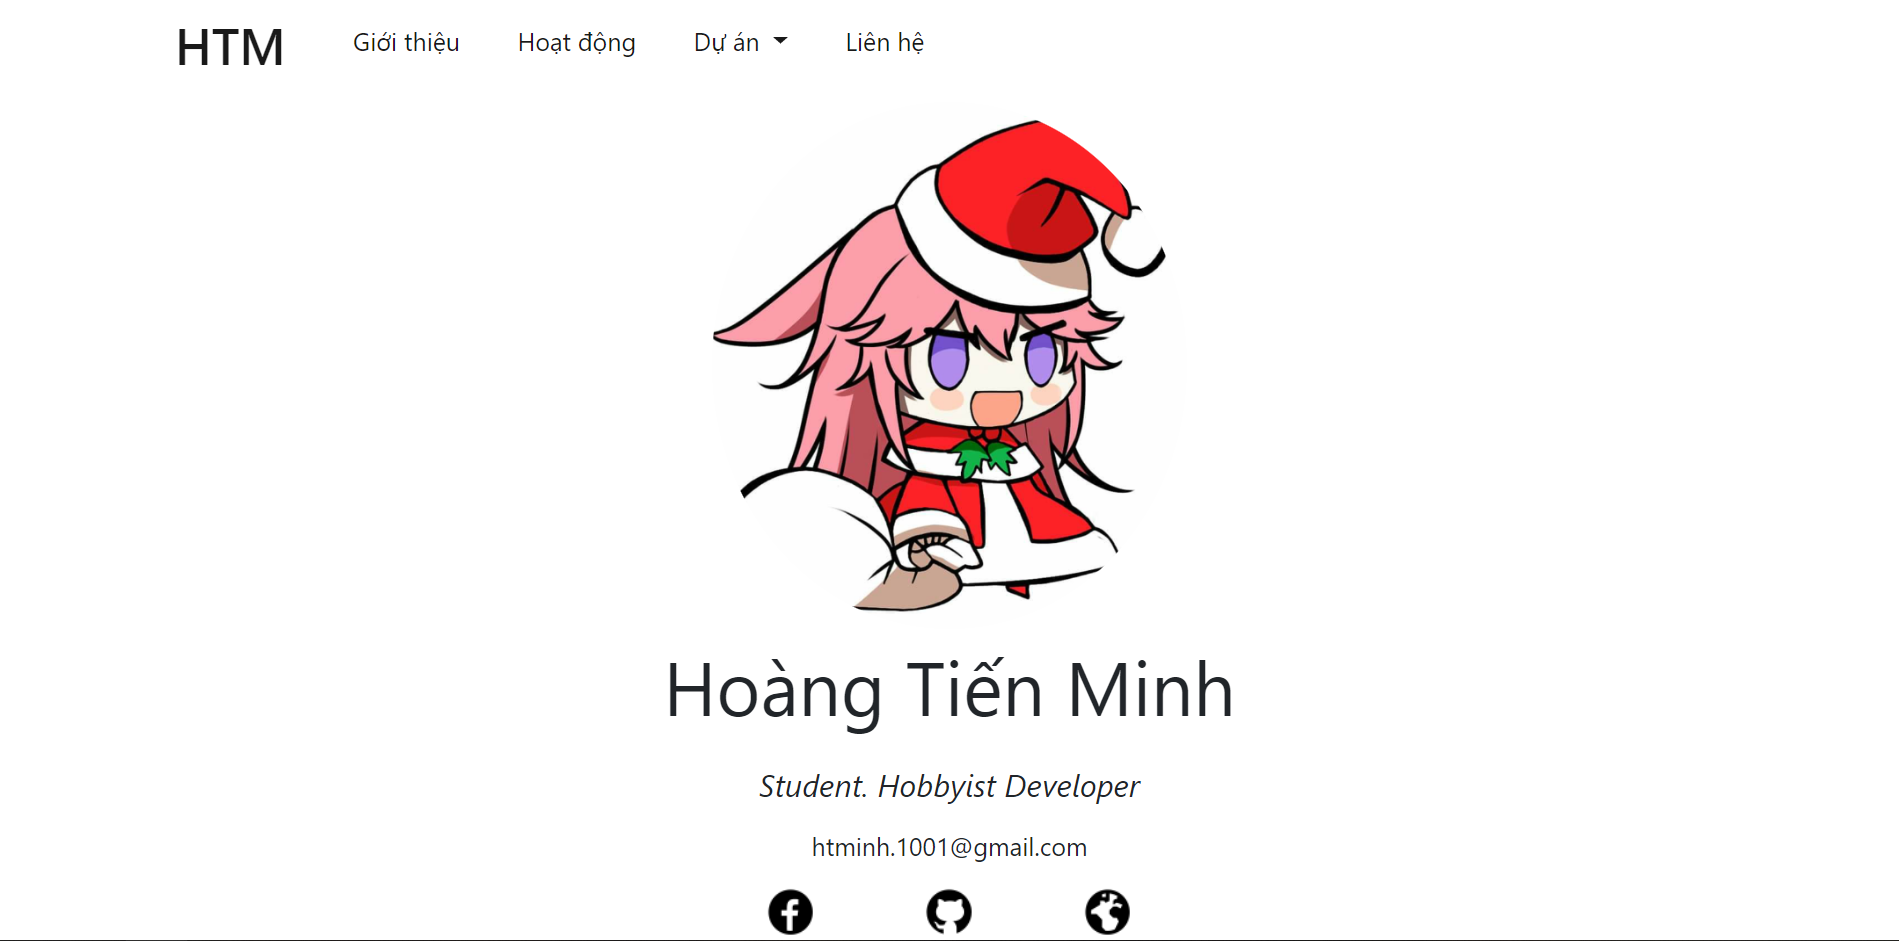 HTM Giới thiệu Hoạt động Dự án Liên hệ
Hoàng Tiến Minh
Student. Hobbyist Developer
htminh.1001@gmail.com